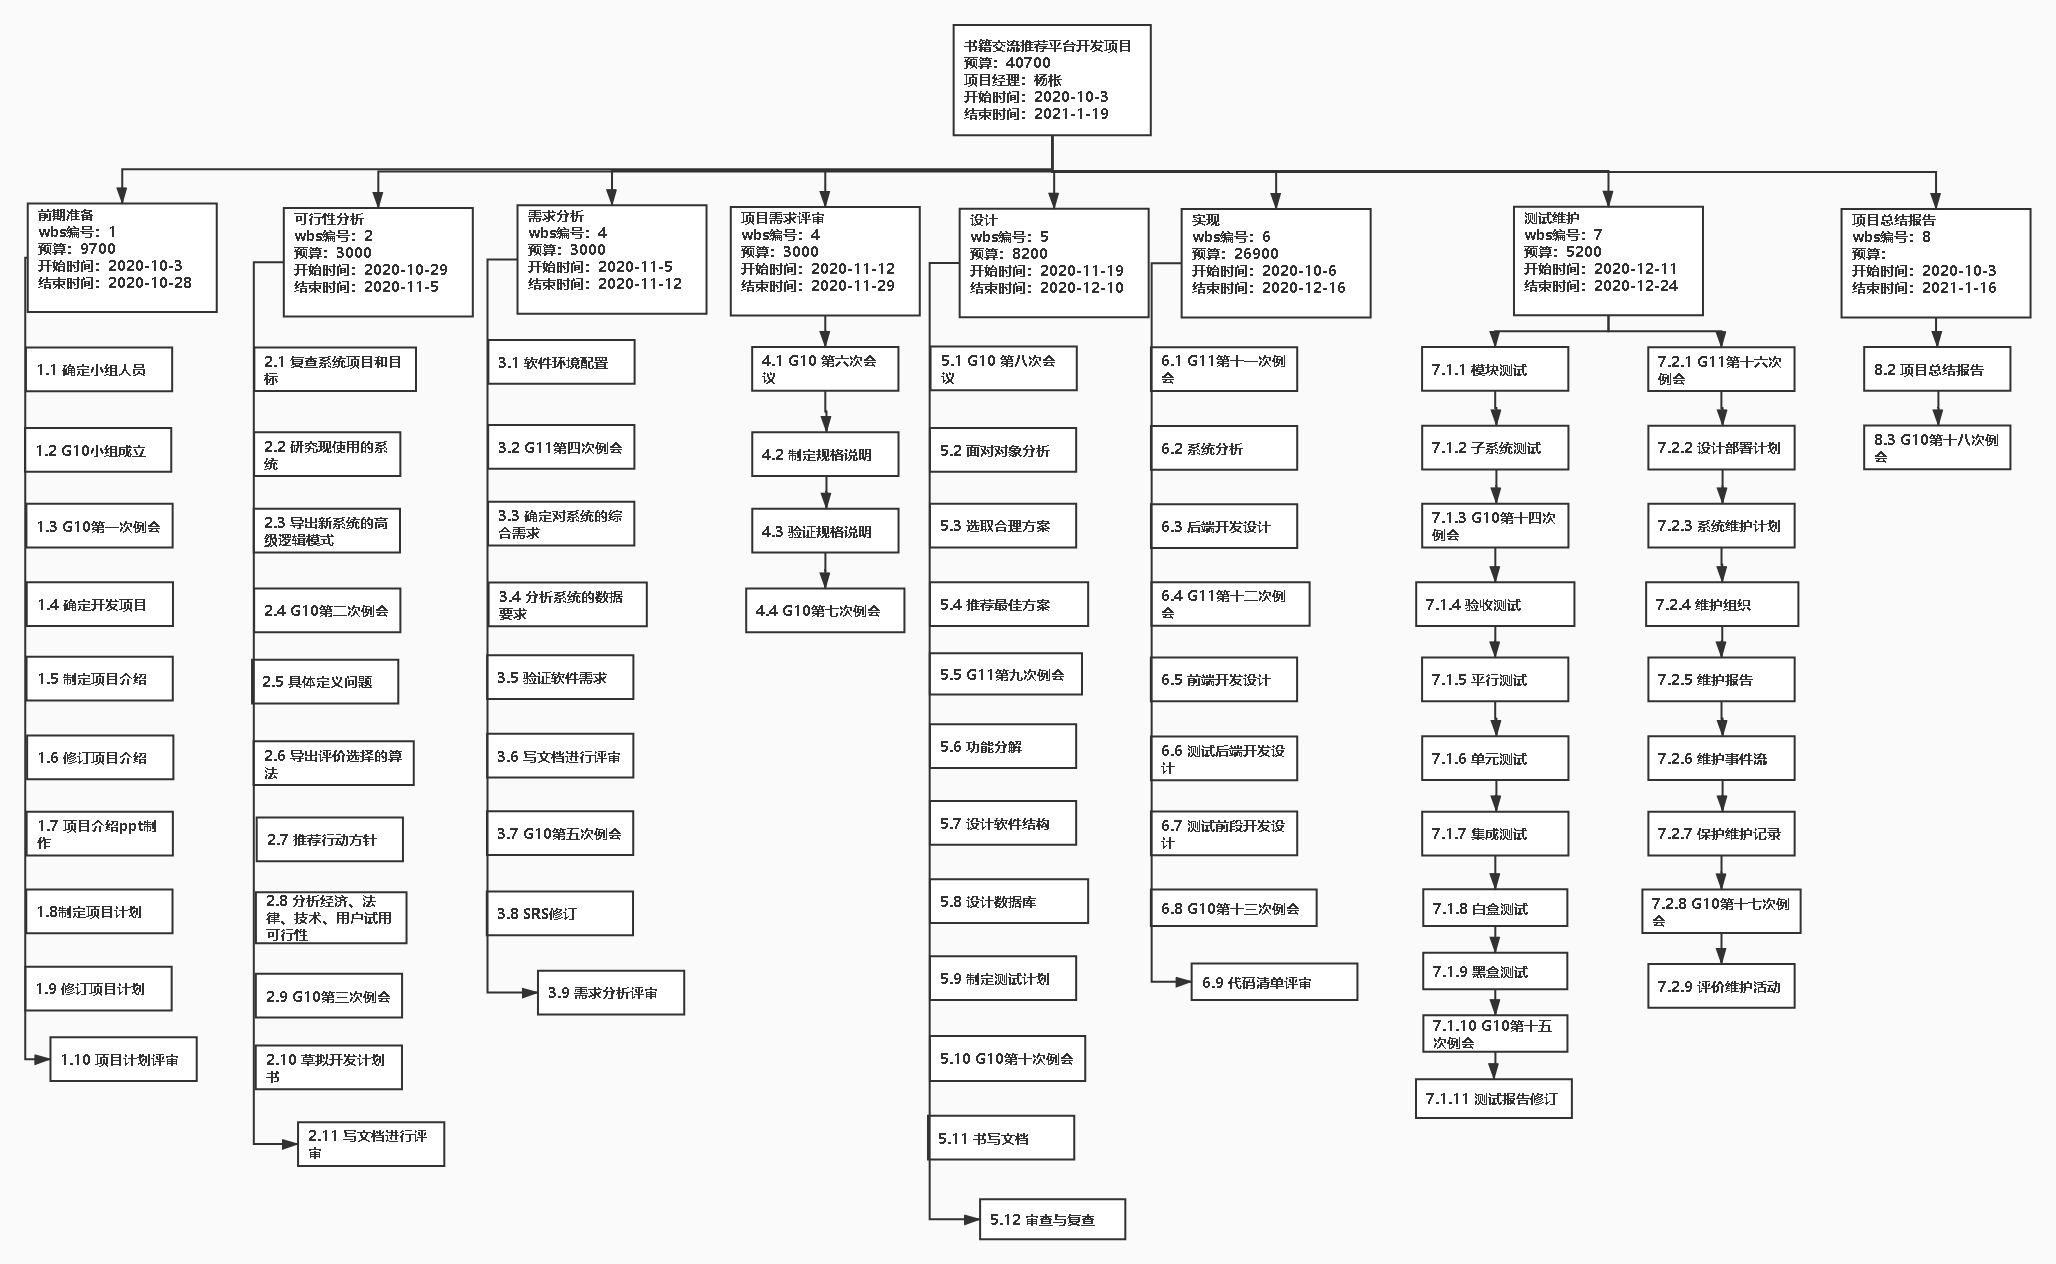 书籍交流推荐平台开发项目
预算：40700
项目经理：杨枨
开始时间：2020-10-3
结束时间：2021-1-19
前期准备
wbs编号：1
预算：9700
开始时间：2020-10-3
结束时间：2020-10-28
1.1 确定小组人员
1.2 G10小组成立
1.3 G10第一次例会
1.4 确定开发项目
1.5 制定项目介绍
1.6 修订项目介绍
1.7 项目介绍ppt制
作
1.8制定项目计划
1.9 修订项目计划
1.10 项目计划评审
可行性分析
wbs编号：2
预算：3000
开始时间：2020-10-29
结束时间：2020-11-5
2.1 复查系统项目和目
标
2.2 研究现使用的系
统
2.3 导出新系统的高
级逻辑模式
2.4 G10第二次例会
2.5 具体定义问题
2.6 导出评价选择的算
法
2.7 推荐行动方针
2.8 分析经济、法
律、技术、用户试用
可行性
2.9 G10第三次例会
2.10 草拟开发计划
书
2.11 写文档进行评
审
需求分析
wbs编号：4
预算：3000
开始时间：2020-11-5
结束时间：2020-11-12
3.1 软件环境配置
3.2 G11第四次例会
3.3 确定对系统的综
合需求
3.4 分析系统的数据
要求
3.5 验证软件需求
3.6 写文档进行评审
3.7 G10第五次例会
3.8 SRS修订
3.9 需求分析评审
项目需求评审
wbs编号：4
预算：3000
开始时间：2020-11-12
结束时间：2020-11-29
4.1 G10 第六次会
议
4.2 制定规格说明
4.3 验证规格说明
4.4 G10第七次例会
设计
wbs编号：5
预算：8200
开始时间：2020-11-19
结束时间：2020-12-10
5.1 G10 第八次会
议
5.2 面对对象分析
5.3 选取合理方案
5.4 推荐最佳方案
5.5 G11第九次例会
5.6 功能分解
5.7 设计软件结构
5.8 设计数据库
5.9 制定测试计划
5.10 G10第十次例会
5.11 书写文档
5.12 审查与复查
实现
wbs编号：6
预算：26900
开始时间：2020-10-6
结束时间：2020-12-16
6.1 G11第十一次例
会
6.2 系统分析
6.3 后端开发设计
6.4 G11第十二次例
会
6.5 前端开发设计
6.6 测试后端开发设
计
6.7 测试前段开发设
计
6.8 G10第十三次例会
6.9 代码清单评审
测试维护
wbs编号：7
预算：5200
开始时间：2020-12-11
结束时间：2020-12-24
7.1.1 模块测试
7.1.2 子系统测试
7.1.3 G10第十四次
例会
7.1.4 验收测试
7.1.5 平行测试
7.1.6 单元测试
7.1.7 集成测试
7.1.8 白盒测试
7.1.9 黑盒测试
7.1.10 G10第十五
次例会
7.1.11 测试报告修订
7.2.1 G11第十六次
例会
7.2.2 设计部署计划
7.2.3 系统维护计划
7.2.4 维护组织
7.2.5 维护报告
7.2.6 维护事件流
7.2.7 保护维护记录
7.2.8 G10第十七次例
会
7.2.9 评价维护活动
项目总结报告
wbs编号：8
预算：
开始时间：2020-10-3
结束时间：2021-1-16
8.2 项目总结报告
8.3 G10第十八次例
会